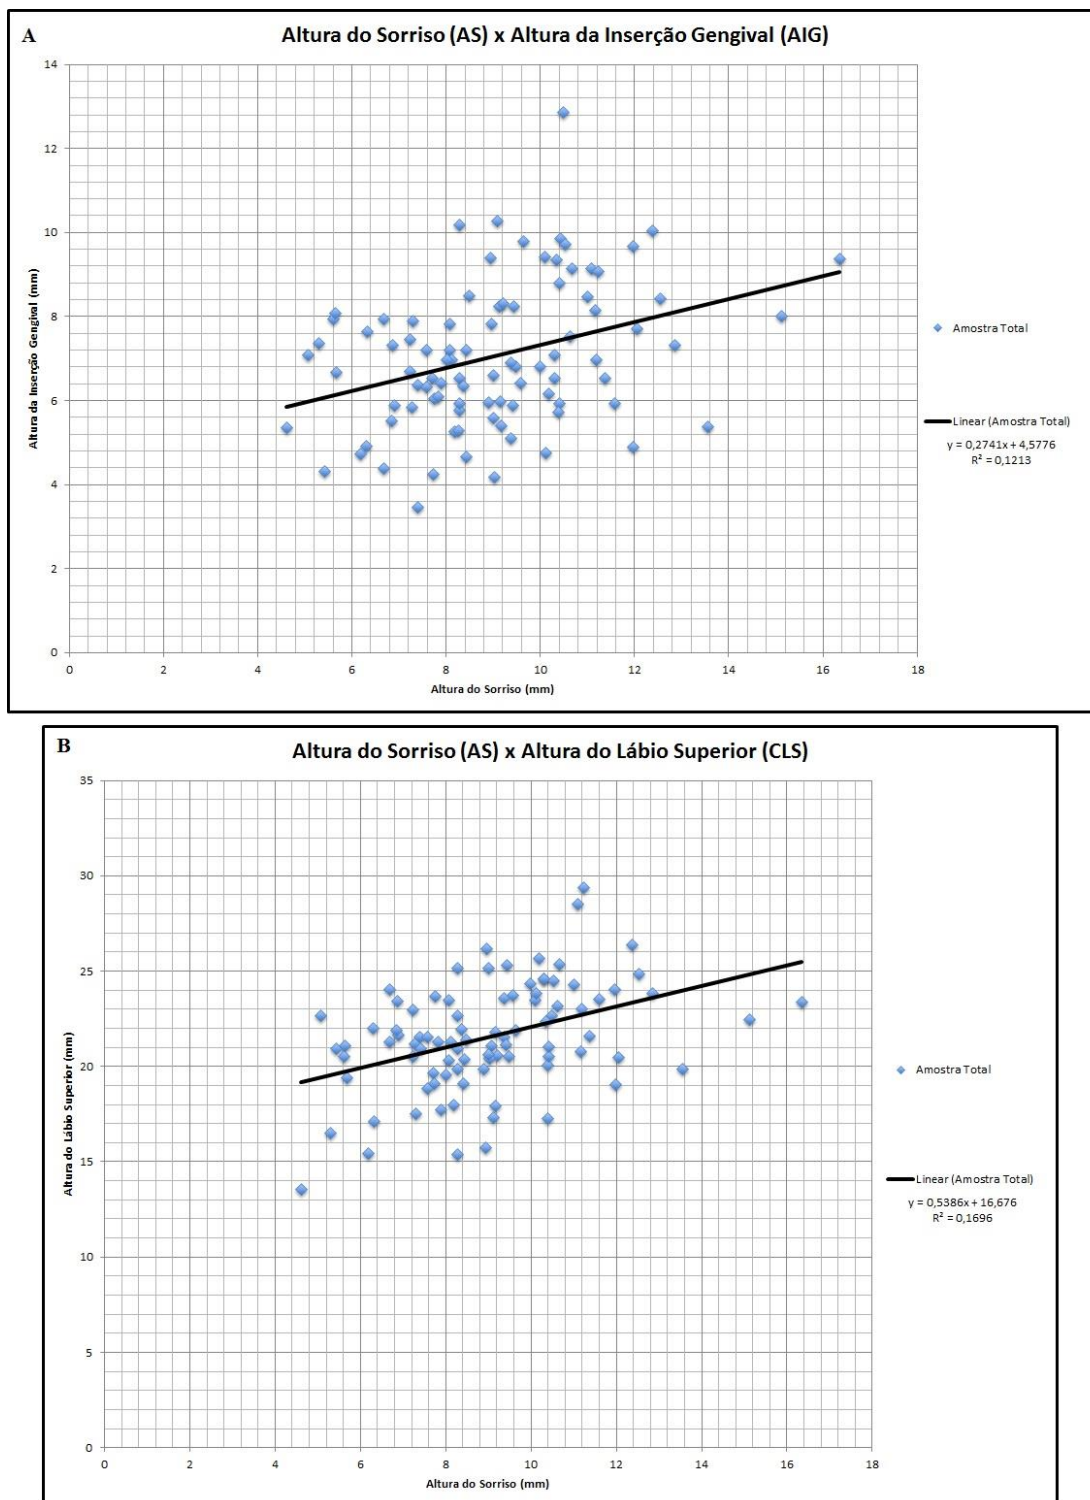 A
Altura do Sorriso (AS) x Altura da Inserção Gengival (AIG)
14
12
10
8
6
4
2
0
Altura da Inserção Gengival (mm)
0 2 4 6 8 10 12 14 16 18
Altura do Sorriso (mm)
Amostra Total
Linear (Amostra Total)
y = 0,2741x + 4,5776
R² = 0,1213
B
Altura do Sorriso (AS) x Altura do Lábio Superior (CLS)
35
30
25
20
15
10
5
0
Altura do Lábio Superior (mm)
0 2 4 6 8 10 12 14 16 18
Altura do Sorriso (mm)
Amostra Total
Linear (Amostra Total)
y = 0,5386x + 16,676
R² = 0,1696